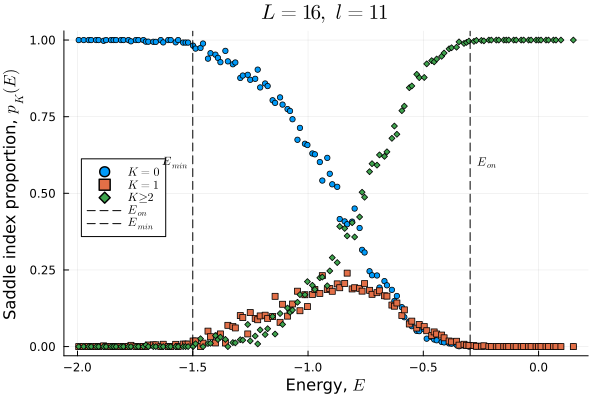 L = 16, l = 11
Saddle index proportion, p_K(E)
1.00
0.75
0.50
0.25
0.00
E_min
E_on
K = 0
K = 1
K≥2
E_on
E_min
−2.0 −1.5 −1.0 −0.5 0.0
Energy, E